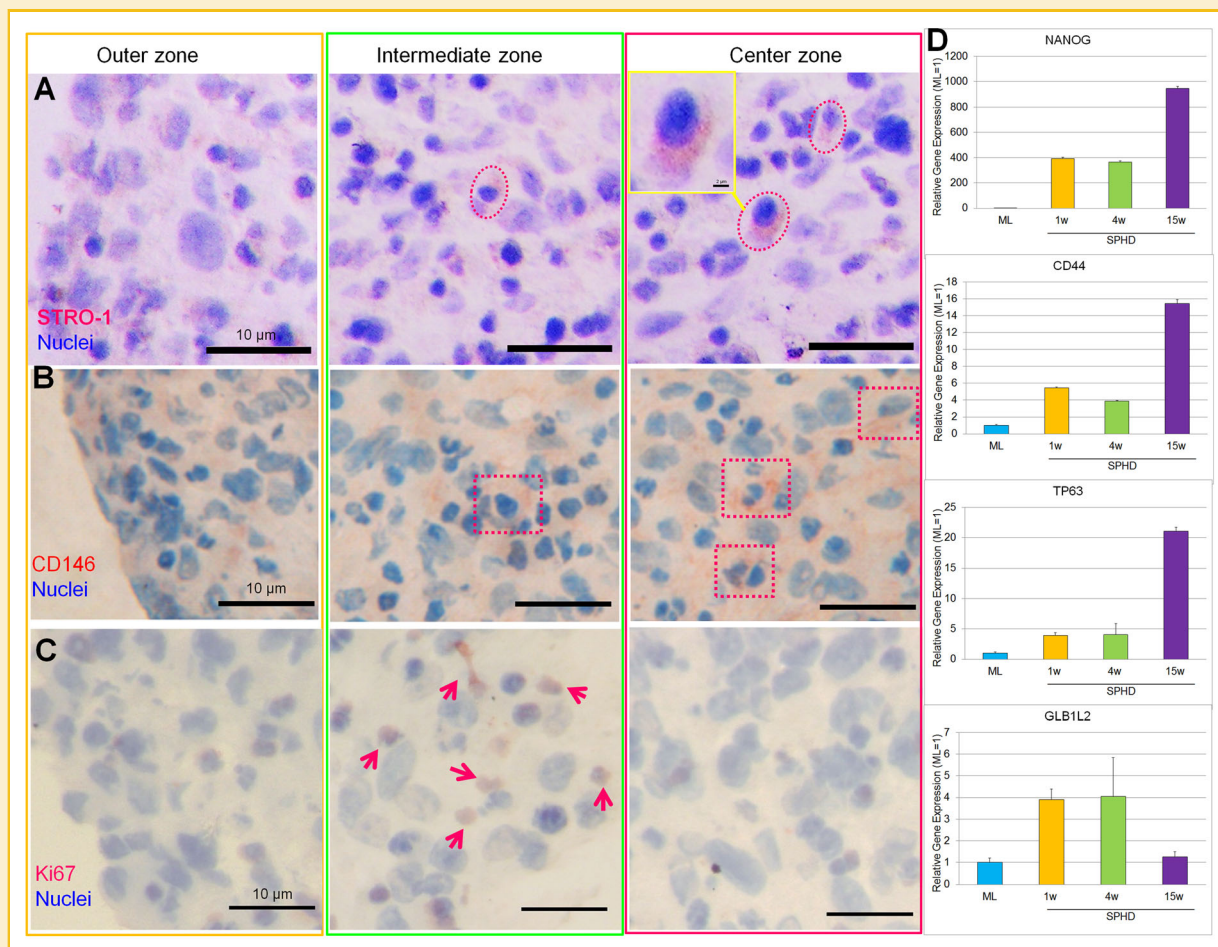 Outer zone
Intermediate zone
Center zone
A
STRO-1
Nuclei
10 µm
2 µm
B
CD146
Nuclei
10 µm
C
Ki67
Nuclei
10 µm
D
NANOG
Relative Gene Expression (ML=1)
1200
1000
800
600
400
200
0
ML
1w
4w
15w
SPHD
CD44
Relative Gene Expression (ML=1)
18
16
14
12
10
8
6
4
2
0
ML
1w
4w
15w
SPHD
TP63
Relative Gene Expression (ML=1)
25
20
15
10
5
0
ML
1w
4w
15w
SPHD
GLB1L2
Relative Gene Expression (ML=1)
7
6
5
4
3
2
1
0
ML
1w
4w
15w
SPHD